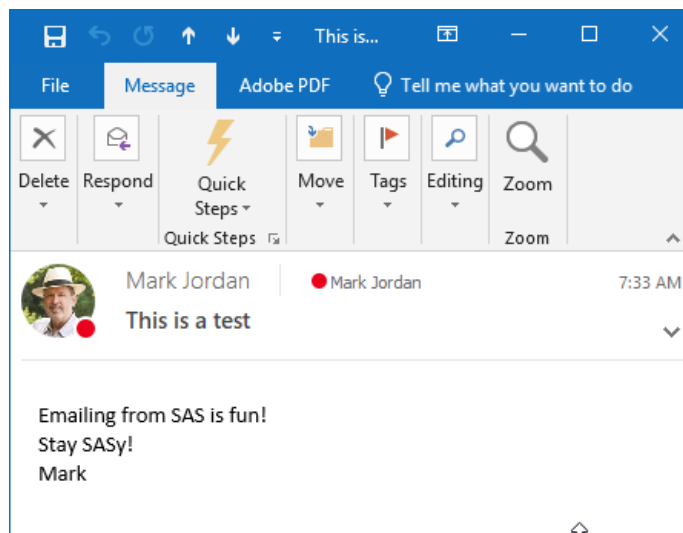 This is...
File Message Adobe PDF Tell me what you want to do
Delete Respond Quick Steps Move Tags Editing Zoom
Quick Steps Zoom
Mark Jordan Mark Jordan 7:33 AM
This is a test
Emailing from SAS is fun!
Stay SASy!
Mark